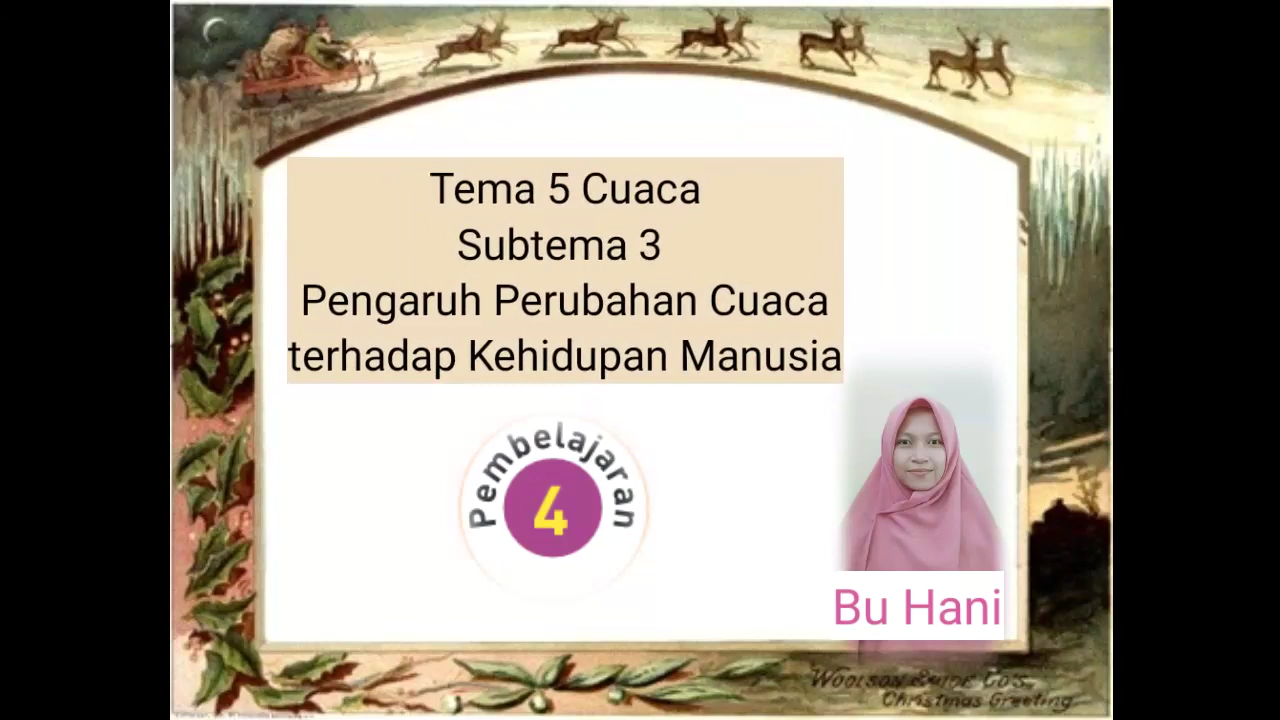 Tema 5 Cuaca
Subtema 3
Pengaruh Perubahan Cuaca
terhadap Kehidupan Manusia
Pembelajaran
4
Bu Hani
Christmas Greeting.